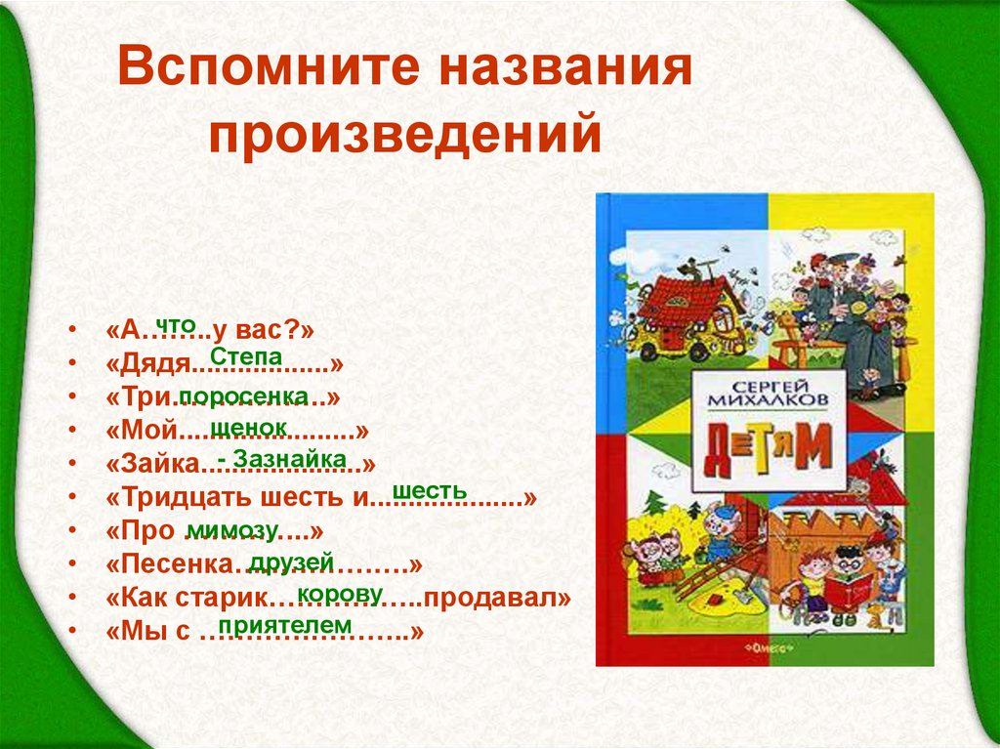 Вспомните названия
произведений
• «А……..у вас?» что
• «Дядя..................» Степа
• «Три....................» поросенка
• «Мой.......................» щенок
• «Зайка.....................» - Зазнайка
• «Тридцать шесть и....................» шесть
• «Про …………..» мимозу
• «Песенка……………….» друзей
• «Как старик………………..продавал» корову
• «Мы с ……………………..» приятелем
СЕРГЕЙ
МИХАЛКОВ
ДЕТЯМ
«Омега»